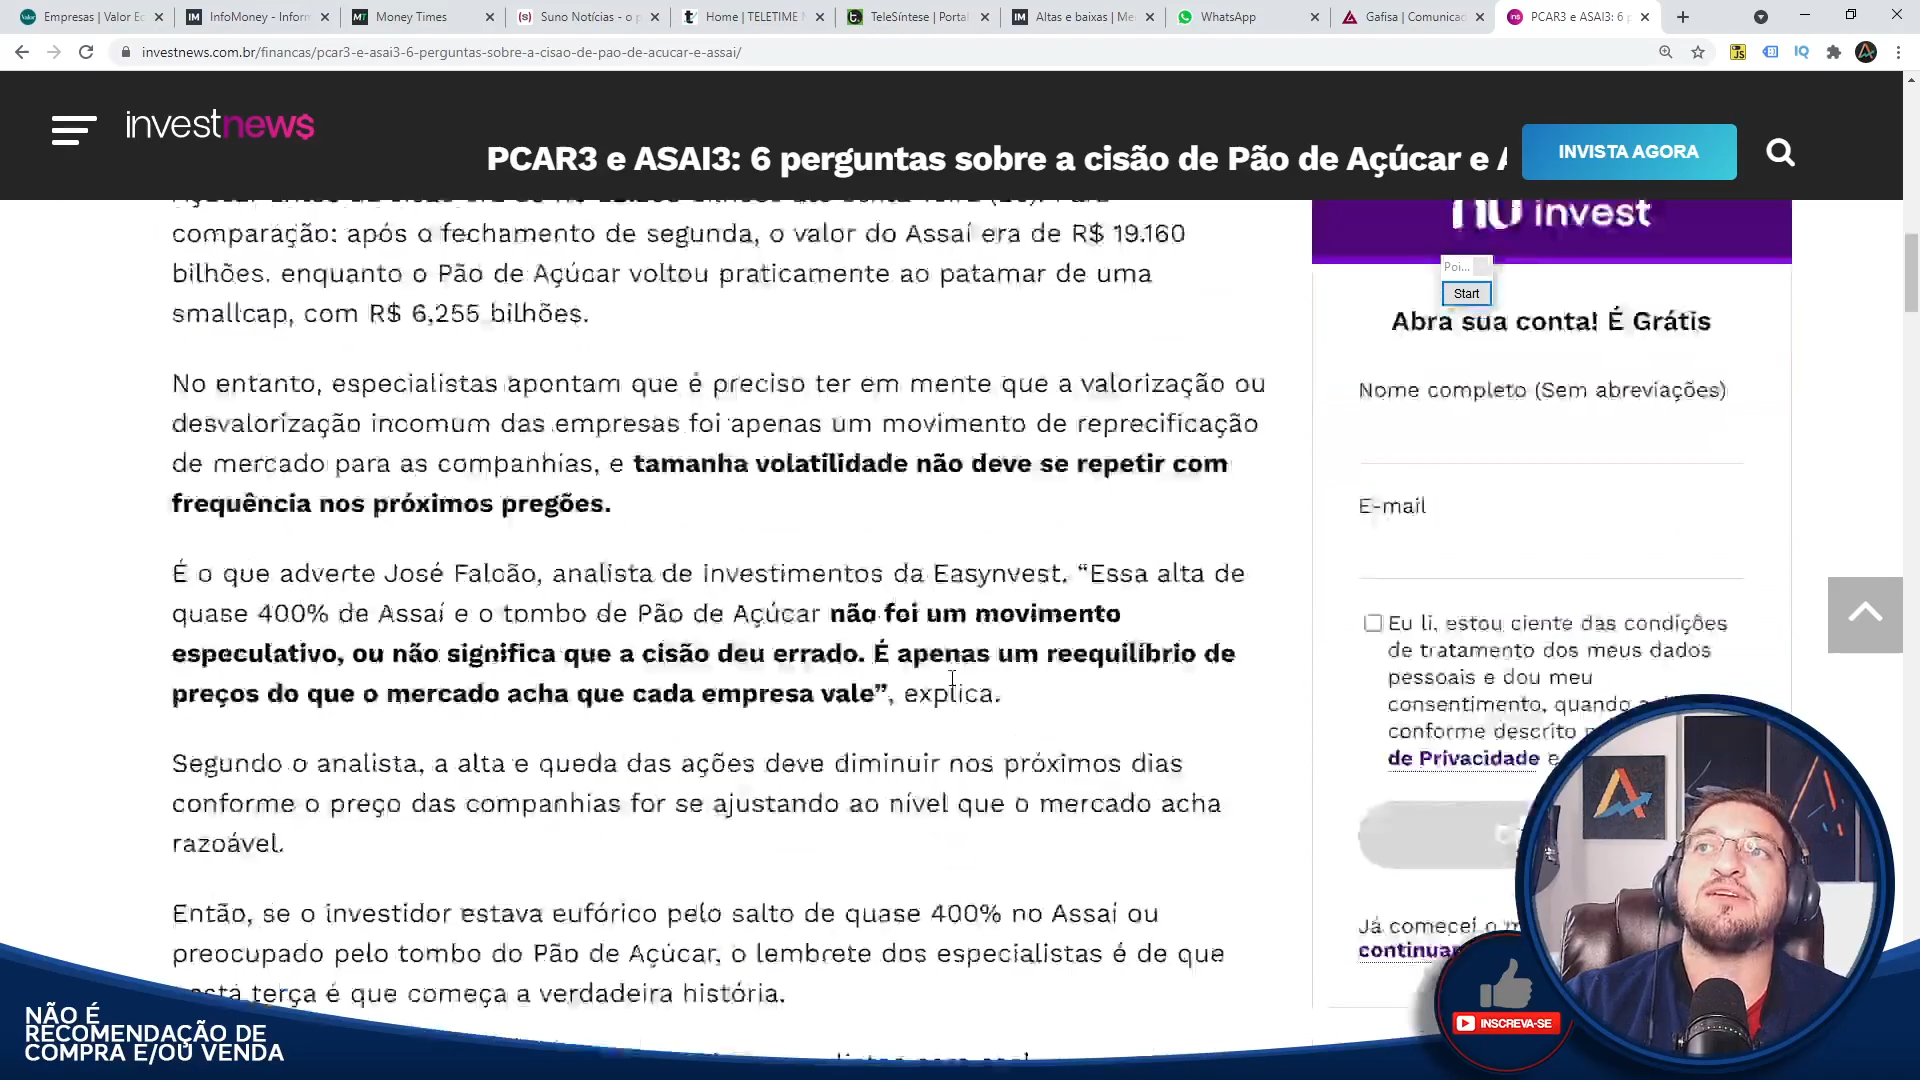 Empresas | Valor Ec
InfoMoney - Inform
Money Times
Suno Notícias - o p
Home | TELETIME N
TeleSíntese | Portal
Altas e baixas | Me
WhatsApp
Gafisa | Comunicac
PCAR3 e ASAI3: 6 p
investnews.com.br/financas/pcar3-e-asai3-6-perguntas-sobre-a-cisao-de-pao-de-acucar-e-assai/
investnew$
PCAR3 e ASAI3: 6 perguntas sobre a cisão de Pão de Açúcar e A
INVISTA AGORA
comparação: após o fechamento de segunda, o valor do Assaí era de R$ 19.160
bilhões. enquanto o Pão de Açúcar voltou praticamente ao patamar de uma
smallcap, com R$ 6,255 bilhões.
No entanto, especialistas apontam que é preciso ter em mente que a valorização ou
desvalorização incomum das empresas foi apenas um movimento de reprecificação
de mercado para as companhias, e tamanha volatilidade não deve se repetir com
frequência nos próximos pregões.
É o que adverte José Falcão, analista de investimentos da Easynvest. “Essa alta de
quase 400% de Assaí e o tombo de Pão de Açúcar não foi um movimento
especulativo, ou não significa que a cisão deu errado. É apenas um reequilíbrio de
preços do que o mercado acha que cada empresa vale”, explica.
Segundo o analista, a alta e queda das ações deve diminuir nos próximos dias
conforme o preço das companhias for se ajustando ao nível que o mercado acha
razoável.
Então, se o investidor estava eufórico pelo salto de quase 400% no Assaí ou
preocupado pelo tombo do Pão de Açúcar, o lembrete dos especialistas é de que
terça é que começa a verdadeira história.
nu invest
Poi...
Start
Abra sua conta! É Grátis
Nome completo (Sem abreviações)
E-mail
Eu li, estou ciente das condições
de tratamento dos meus dados
pessoais e dou meu
consentimento, quando a
conforme descrito
de Privacidade e
Já comecei o
continuar
INSCREVA-SE
NÃO É
RECOMENDAÇÃO DE
COMPRA E/OU VENDA